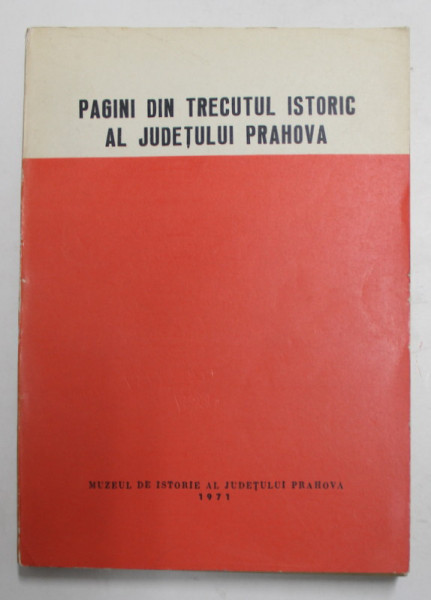 PAGINI DIN TRECUTUL ISTORIC
AL JUDEȚULUI PRAHOVA
MUZEUL DE ISTORIE AL JUDEȚULUI PRAHOVA
1971